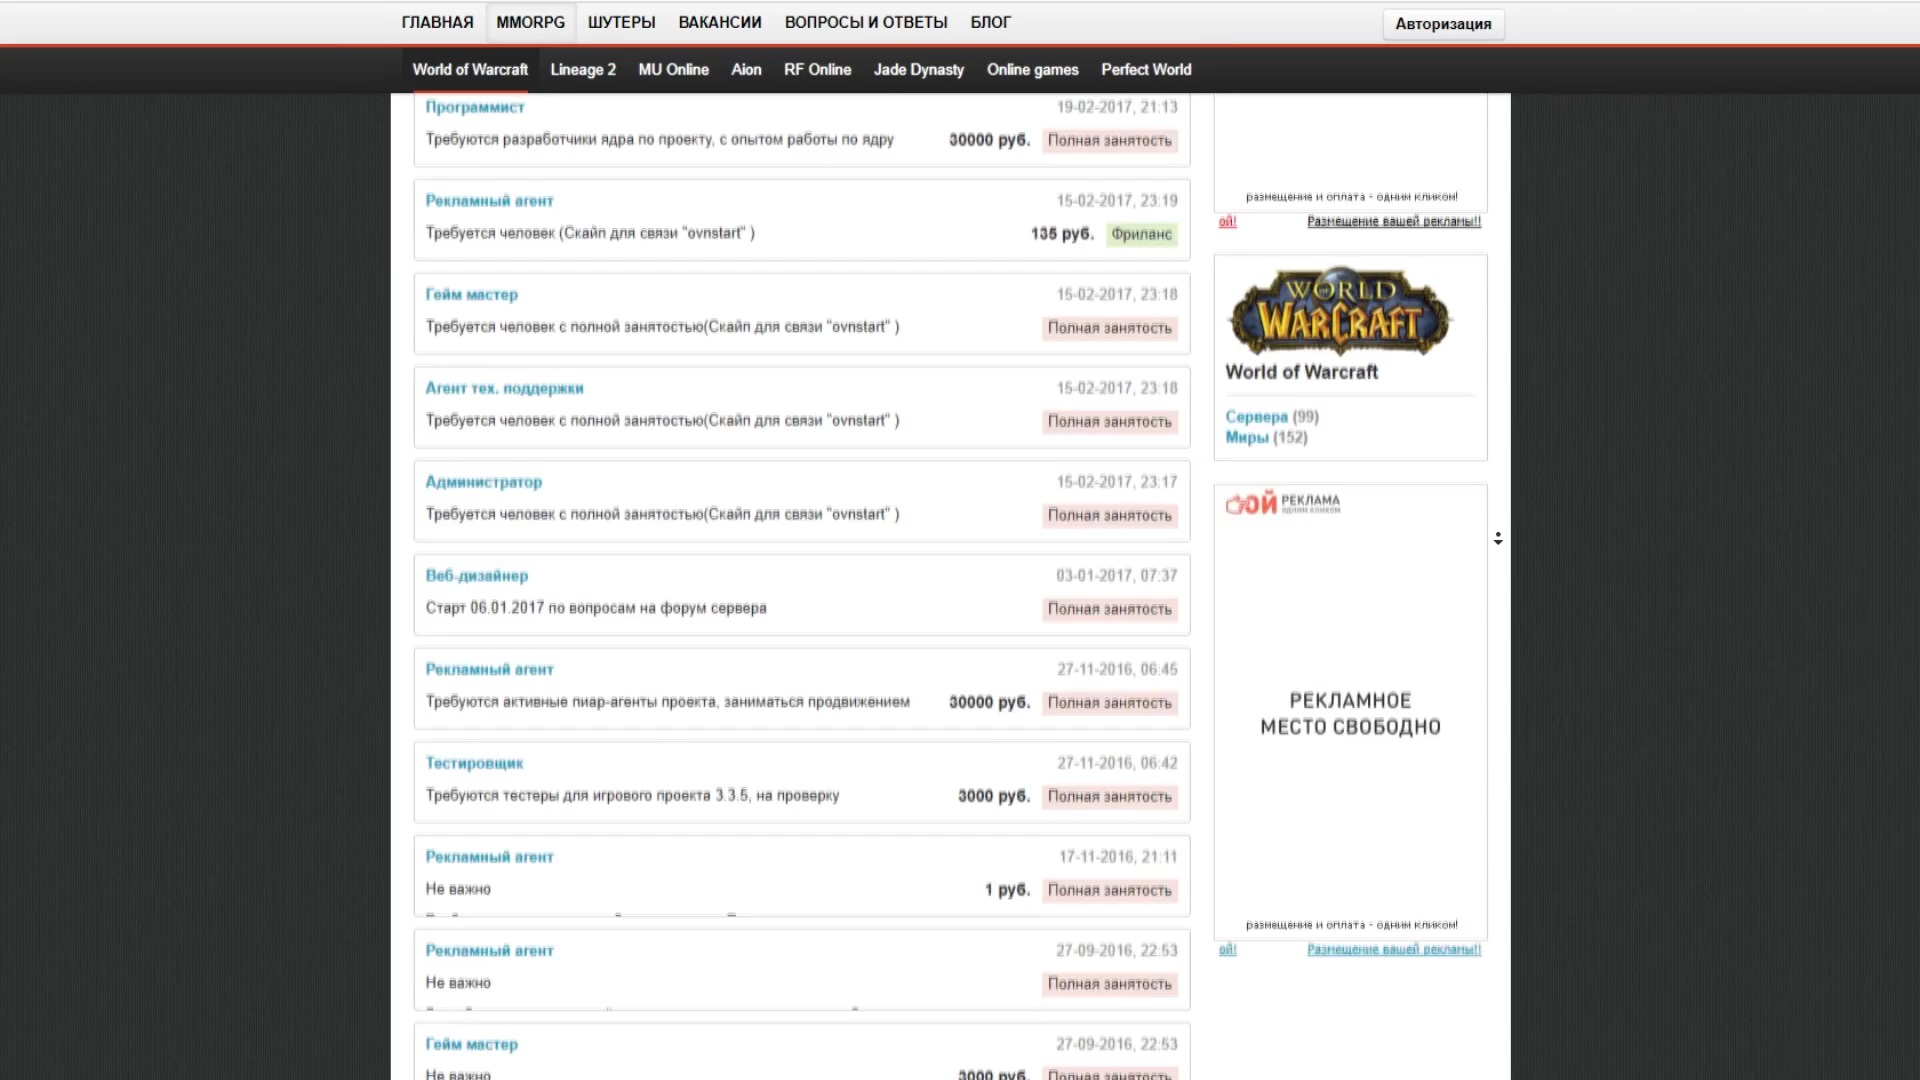 ГЛАВНАЯ MMORPG ШУТЕРЫ ВАКАНСИИ ВОПРОСЫ И ОТВЕТЫ БЛОГ Авторизация
World of Warcraft Lineage 2 MU Online Aion RF Online Jade Dynasty Online games Perfect World
Программист 19-02-2017, 21:13
Требуются разработчики ядра по проекту, с опытом работы по ядру 30000 руб. Полная занятость
Рекламный агент 15-02-2017, 23:19
Требуется человек (Скайп для связи "ovnstart" ) 135 руб. Фриланс
Гейм мастер 15-02-2017, 23:18
Требуется человек с полной занятостью(Скайп для связи "ovnstart" ) Полная занятость
Агент тех. поддержки 15-02-2017, 23:18
Требуется человек с полной занятостью(Скайп для связи "ovnstart" ) Полная занятость
Администратор 15-02-2017, 23:17
Требуется человек с полной занятостью(Скайп для связи "ovnstart" ) Полная занятость
Веб-дизайнер 03-01-2017, 07:37
Старт 06.01.2017 по вопросам на форум сервера Полная занятость
Рекламный агент 27-11-2016, 06:45
Требуются активные пиар-агенты проекта, заниматься продвижением 30000 руб. Полная занятость
Тестировщик 27-11-2016, 06:42
Требуются тестеры для игрового проекта 3.3.5, на проверку 3000 руб. Полная занятость
Рекламный агент 17-11-2016, 21:11
Не важно 1 руб. Полная занятость
Рекламный агент 27-09-2016, 22:53
Не важно Полная занятость
Гейм мастер 27-09-2016, 22:53
Не важно 3000 руб. Полная занятость
размещение и оплата - одним кликом!
ой! Размещение вашей рекламы!!
WORLD OF WARCRAFT
World of Warcraft
Сервера (99)
Миры (152)
ОЙ РЕКЛАМА
ОДНИМ КЛИКОМ
РЕКЛАМНОЕ
МЕСТО СВОБОДНО
размещение и оплата - одним кликом!
ой! Размещение вашей рекламы!!